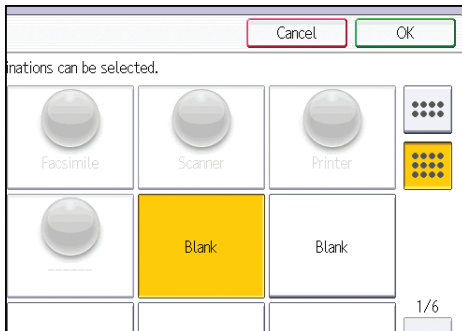 Cancel OK
inations can be selected.
Facsimile Scanner Printer
Blank Blank
1/6